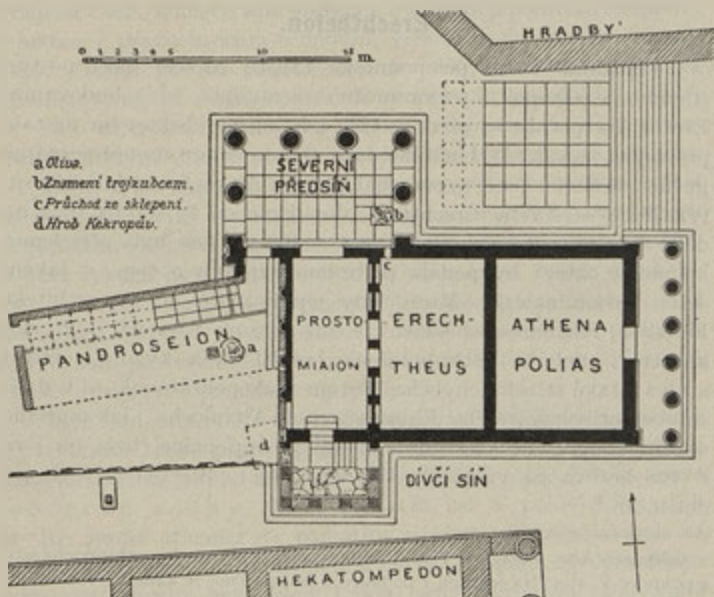 HRADBY
0 1 2 3 4 5 10 15 m.
a Oliva.
b Znamení trojzubcem.
c Průchod ze sklepení.
d Hrob Kekropův.
SEVERNÍ
PŘEDSÍŇ
b
PROSTO
MIAION
ERECH-
THEUS
ATHENA
POLIAS
PANDROSEION
a
d
DÍVČÍ SÍŇ
HEKATOMPEDON